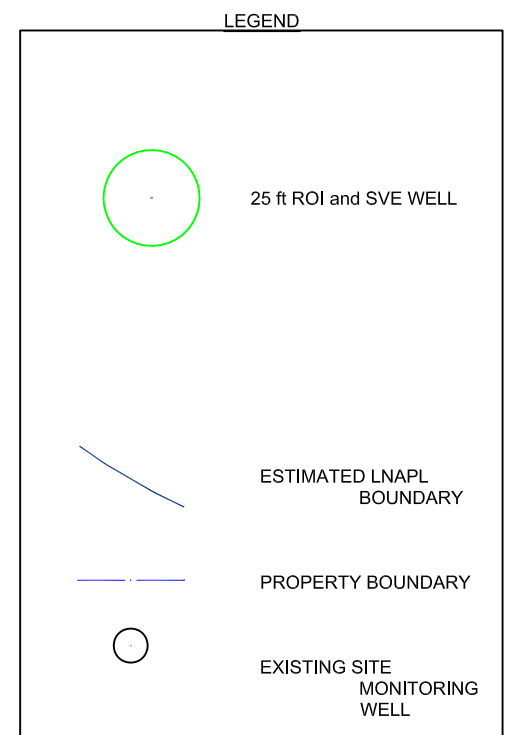 LEGEND
25 ft ROI and SVE WELL
ESTIMATED LNAPL
BOUNDARY
PROPERTY BOUNDARY
EXISTING SITE
MONITORING
WELL